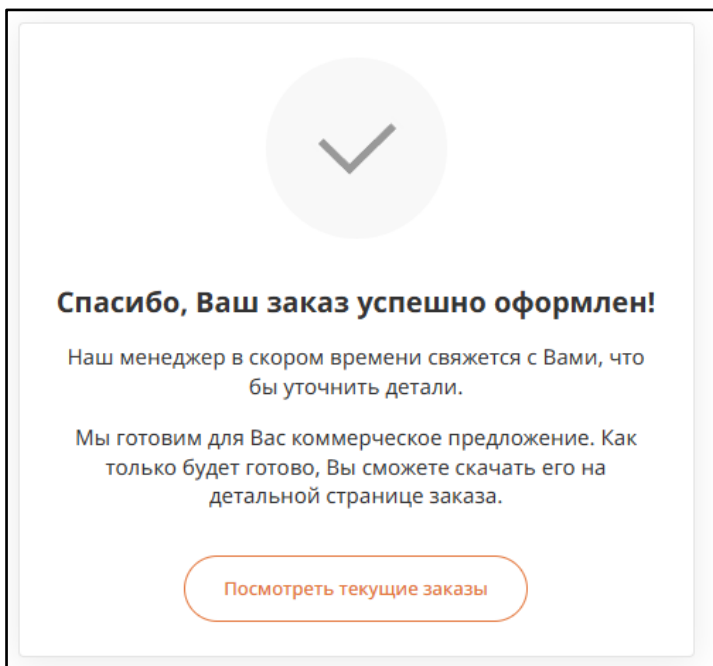 Спасибо, Ваш заказ успешно оформлен!
Наш менеджер в скором времени свяжется с Вами, что
бы уточнить детали.
Мы готовим для Вас коммерческое предложение. Как
только будет готово, Вы сможете скачать его на
детальной странице заказа.
Посмотреть текущие заказы